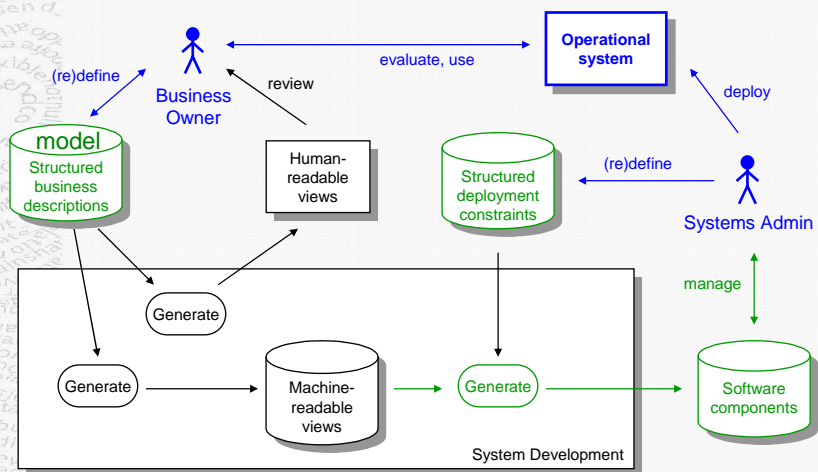 (re)define
Business
Owner
evaluate, use
Operational
system
review
deploy
model
Structured
business
descriptions
Human-
readable
views
Structured
deployment
constraints
(re)define
Systems Admin
Generate
manage
Generate
Machine-
readable
views
Generate
Software
components
System Development